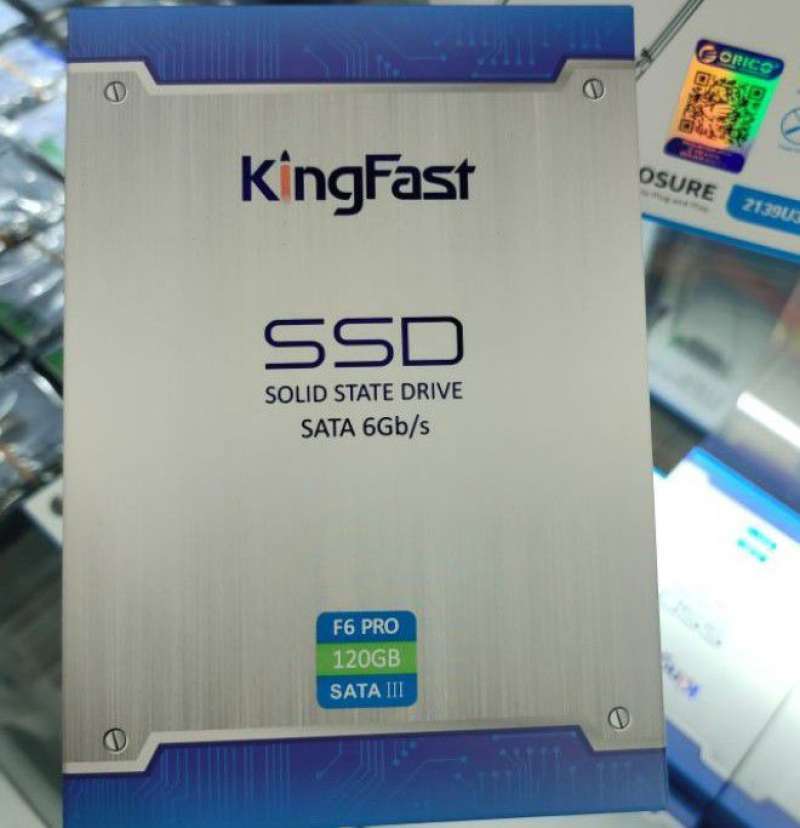 KingFast
SSD
SOLID STATE DRIVE
SATA 6Gb/s
F6 PRO
120GB
SATA III
ORICO
OSURE
2139U3